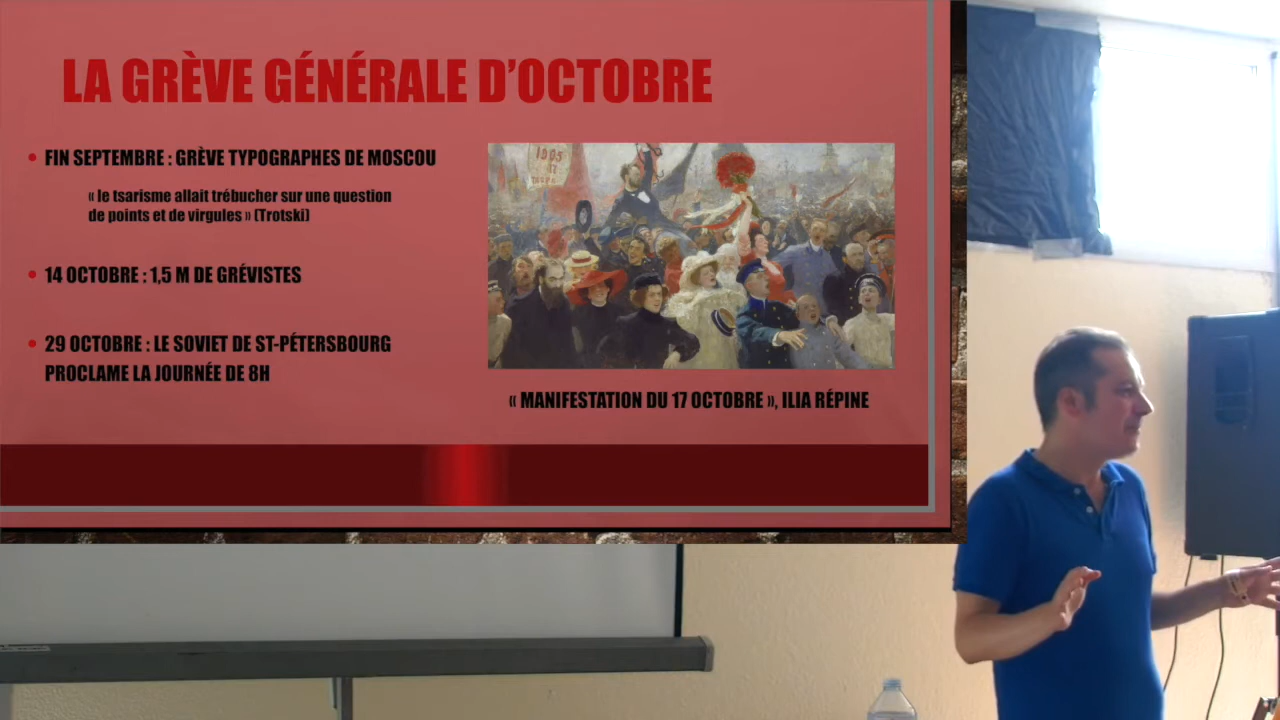 LA GRÈVE GÉNÉRALE D'OCTOBRE
• FIN SEPTEMBRE : GRÈVE TYPOGRAPHES DE MOSCOU
« le tsarisme allait trébucher sur une question
de points et de virgules » (Trotski)
• 14 OCTOBRE : 1,5 M DE GRÉVISTES
• 29 OCTOBRE : LE SOVIET DE ST-PÉTERSBOURG
PROCLAME LA JOURNÉE DE 8H
1905
17
« MANIFESTATION DU 17 OCTOBRE », ILIA RÉPINE